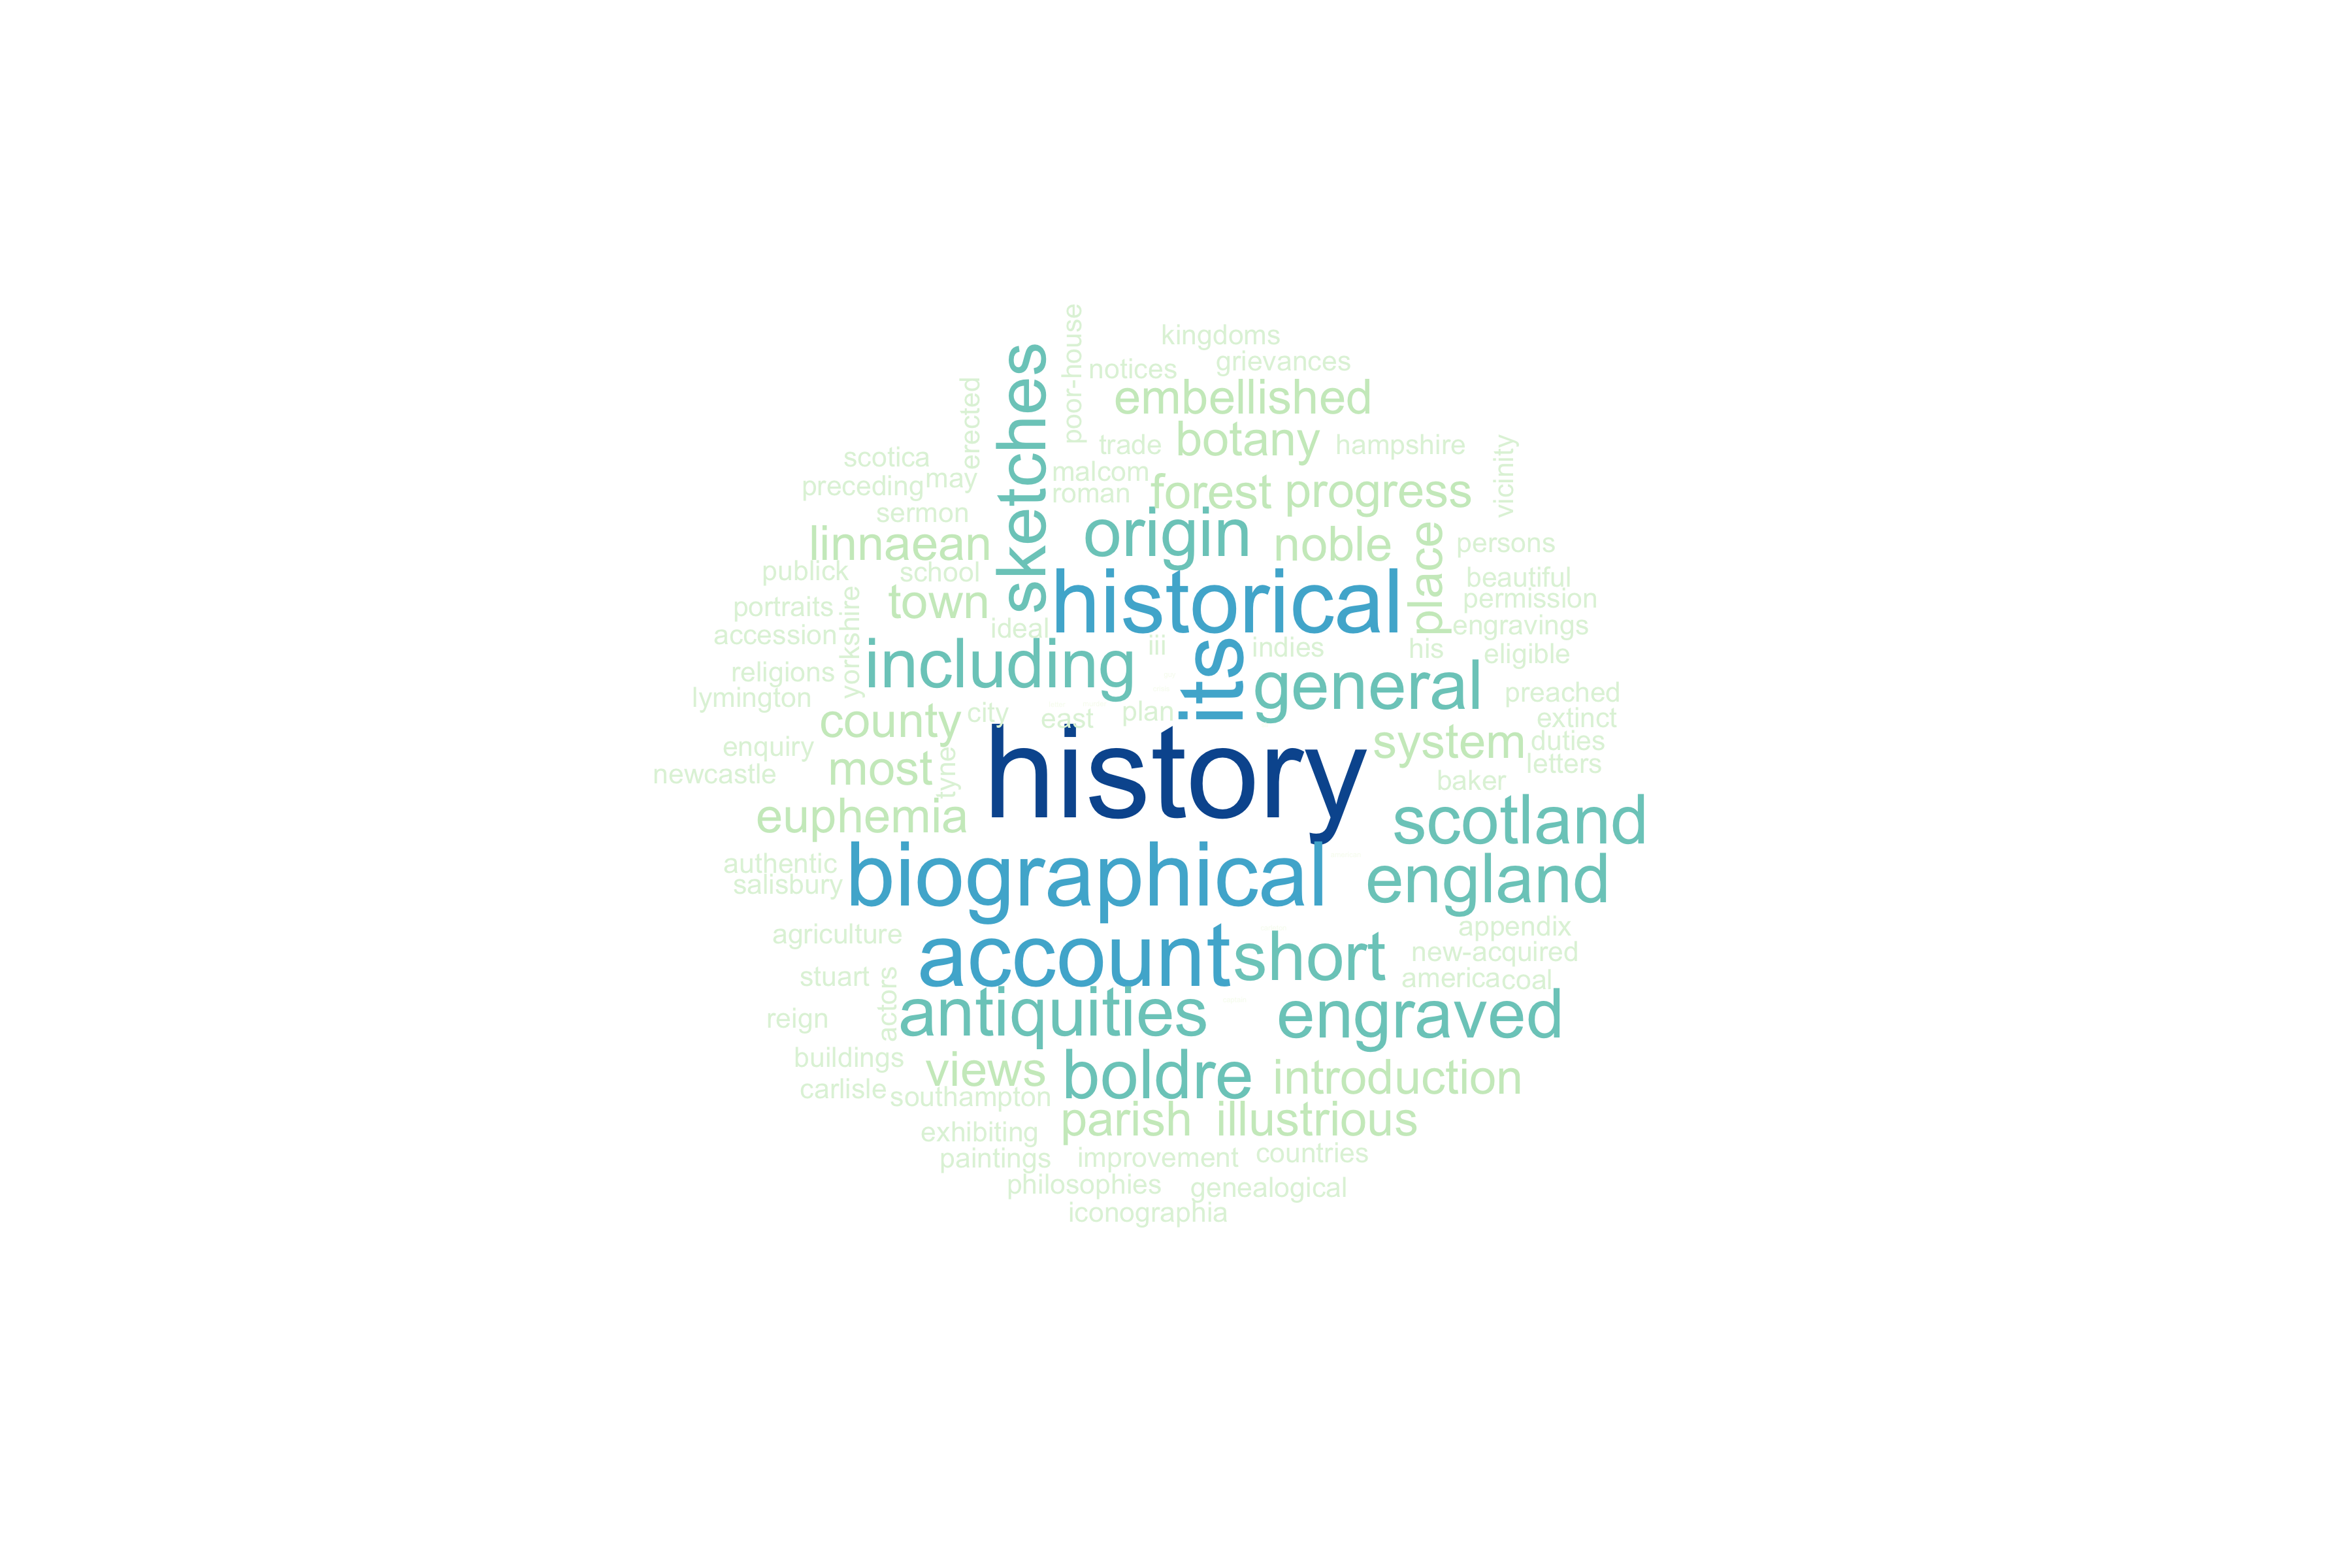 kingdoms
poor-house
notices
grievances
embellished
sketches
erected
trade
botany
hampshire
vicinity
scotica
preceding
may
malcom
roman
forest
progress
sermon
linnaean
origin
noble
place
persons
publick
school
historical
beautiful
portraits
town
permission
yorkshire
accession
ideal
engravings
religions
including
iii
its
indies
his
eligible
lymington
general
preached
county
city
east
plan
extinct
enquiry
system
duties
newcastle
most
tyne
history
letters
baker
euphemia
scotland
authentic
salisbury
biographical
england
agriculture
appendix
account
short
new-acquired
stuart
actors
america
coal
reign
antiquities
engraved
buildings
views
boldre
introduction
carlisle
southampton
parish
illustrious
exhibiting
paintings
improvement
countries
philosophies
genealogical
iconographia